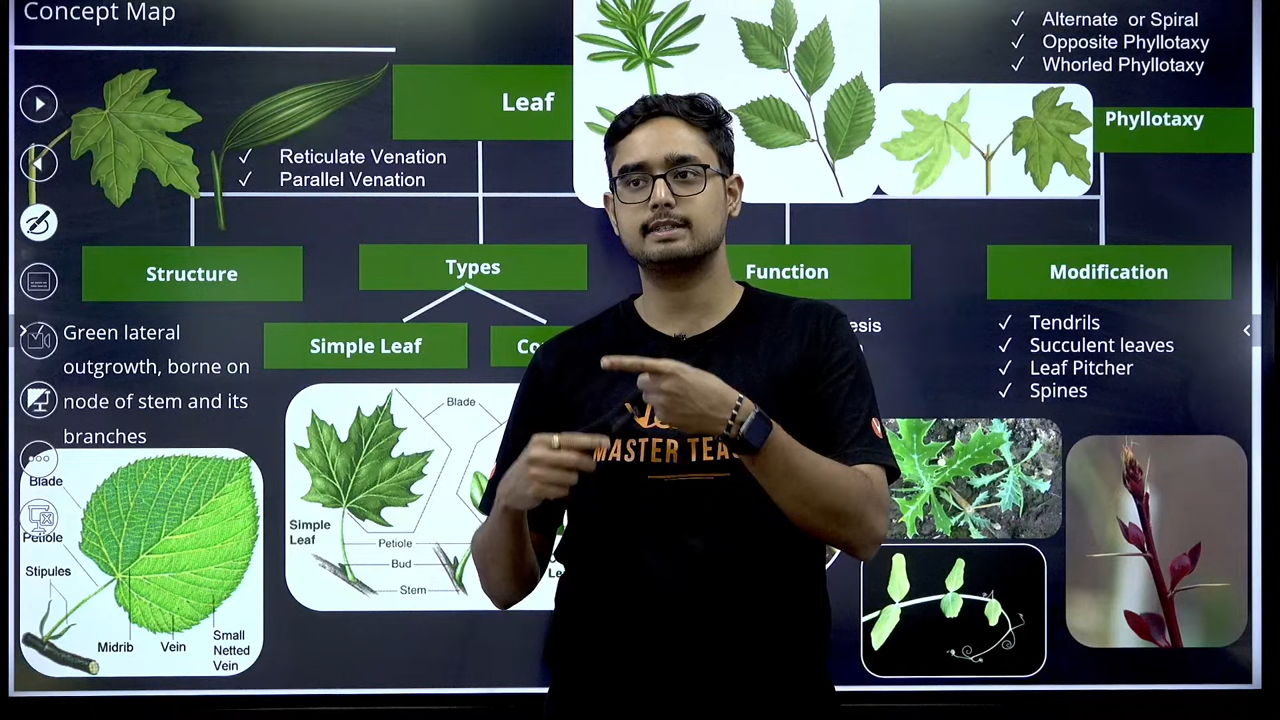 Concept Map
Alternate or Spiral
Opposite Phyllotaxy
Whorled Phyllotaxy
Leaf
Phyllotaxy
Reticulate Venation
Parallel Venation
Structure
Types
Function
Modification
Green lateral
outgrowth, borne on
node of stem and its
branches
Simple Leaf
Tendrils
Succulent leaves
Leaf Pitcher
Spines
Blade
Simple
Leaf
Petiole
Bud
Stem
Blade
Petiole
Stipules
Midrib
Vein
Small
Netted
Vein
MASTER